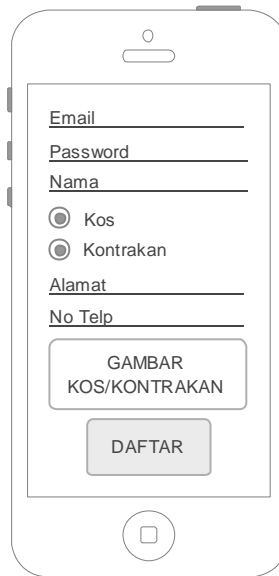 Email
Password
Nama
Kos
Kontrakan
Alamat
No Telp
GAMBAR
KOS/KONTRAKAN
DAFTAR